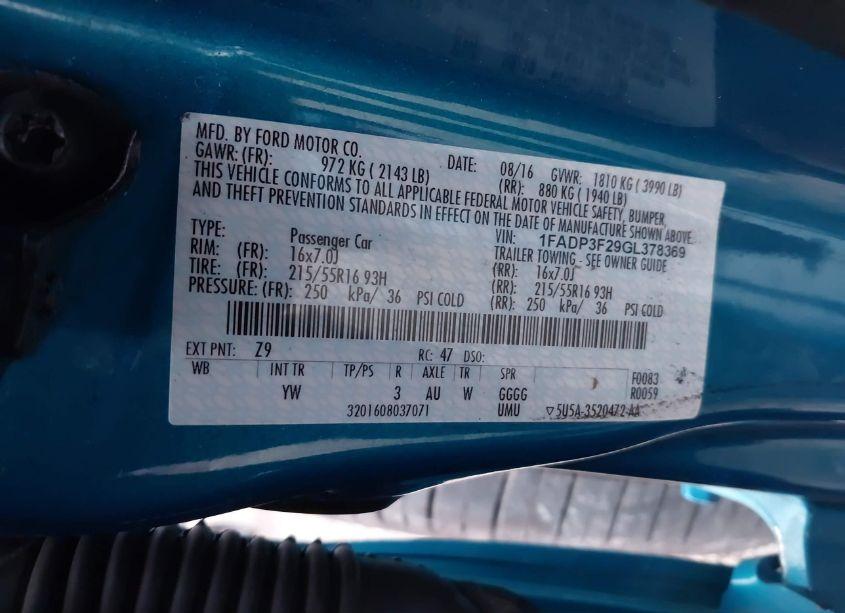 MFD. BY FORD MOTOR CO. DATE: 08/16 GVWR: 1810 KG ( 3990 LB)
GAWR: (FR): 972 KG ( 2143 LB) (RR): 880 KG ( 1940 LB)
THIS VEHICLE CONFORMS TO ALL APPLICABLE FEDERAL MOTOR VEHICLE SAFETY, BUMPER,
AND THEFT PREVENTION STANDARDS IN EFFECT ON THE DATE OF MANUFACTURE SHOWN ABOVE.
VIN: 1FADP3F29GL378369
TYPE: Passenger Car TRAILER TOWING - SEE OWNER GUIDE
RIM: (FR): 16x7.0J (RR): 16x7.0J
TIRE: (FR): 215/55R16 93H (RR): 215/55R16 93H
PRESSURE: (FR): 250 kPa/ 36 PSI COLD (RR): 250 kPa/ 36 PSI COLD
EXT PNT: Z9 RC: 47 DSO:
WB INT TR TP/PS R AXLE TR SPR F0083
YW 3 AU W GGGG R0059
3201608037071 UMU ▽5U5A-3520472-AA